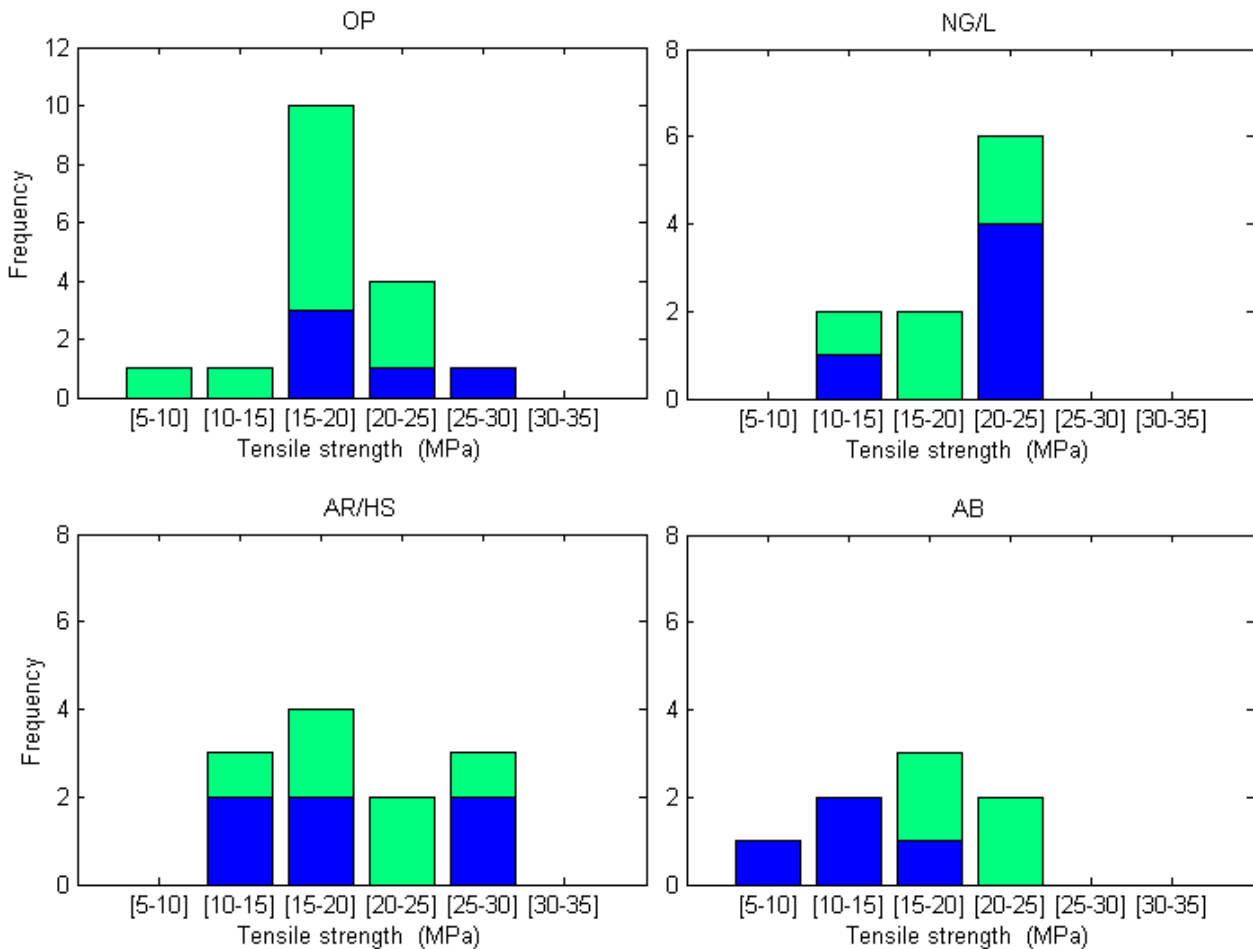 OP
12
10
8
6
4
2
0
Frequency
[5-10] [10-15] [15-20] [20-25] [25-30] [30-35]
Tensile strength (MPa)
NG/L
8
6
4
2
0
[5-10] [10-15] [15-20] [20-25] [25-30] [30-35]
Tensile strength (MPa)
AR/HS
8
6
4
2
0
Frequency
[5-10] [10-15] [15-20] [20-25] [25-30] [30-35]
Tensile strength (MPa)
AB
8
6
4
2
0
[5-10] [10-15] [15-20] [20-25] [25-30] [30-35]
Tensile strength (MPa)